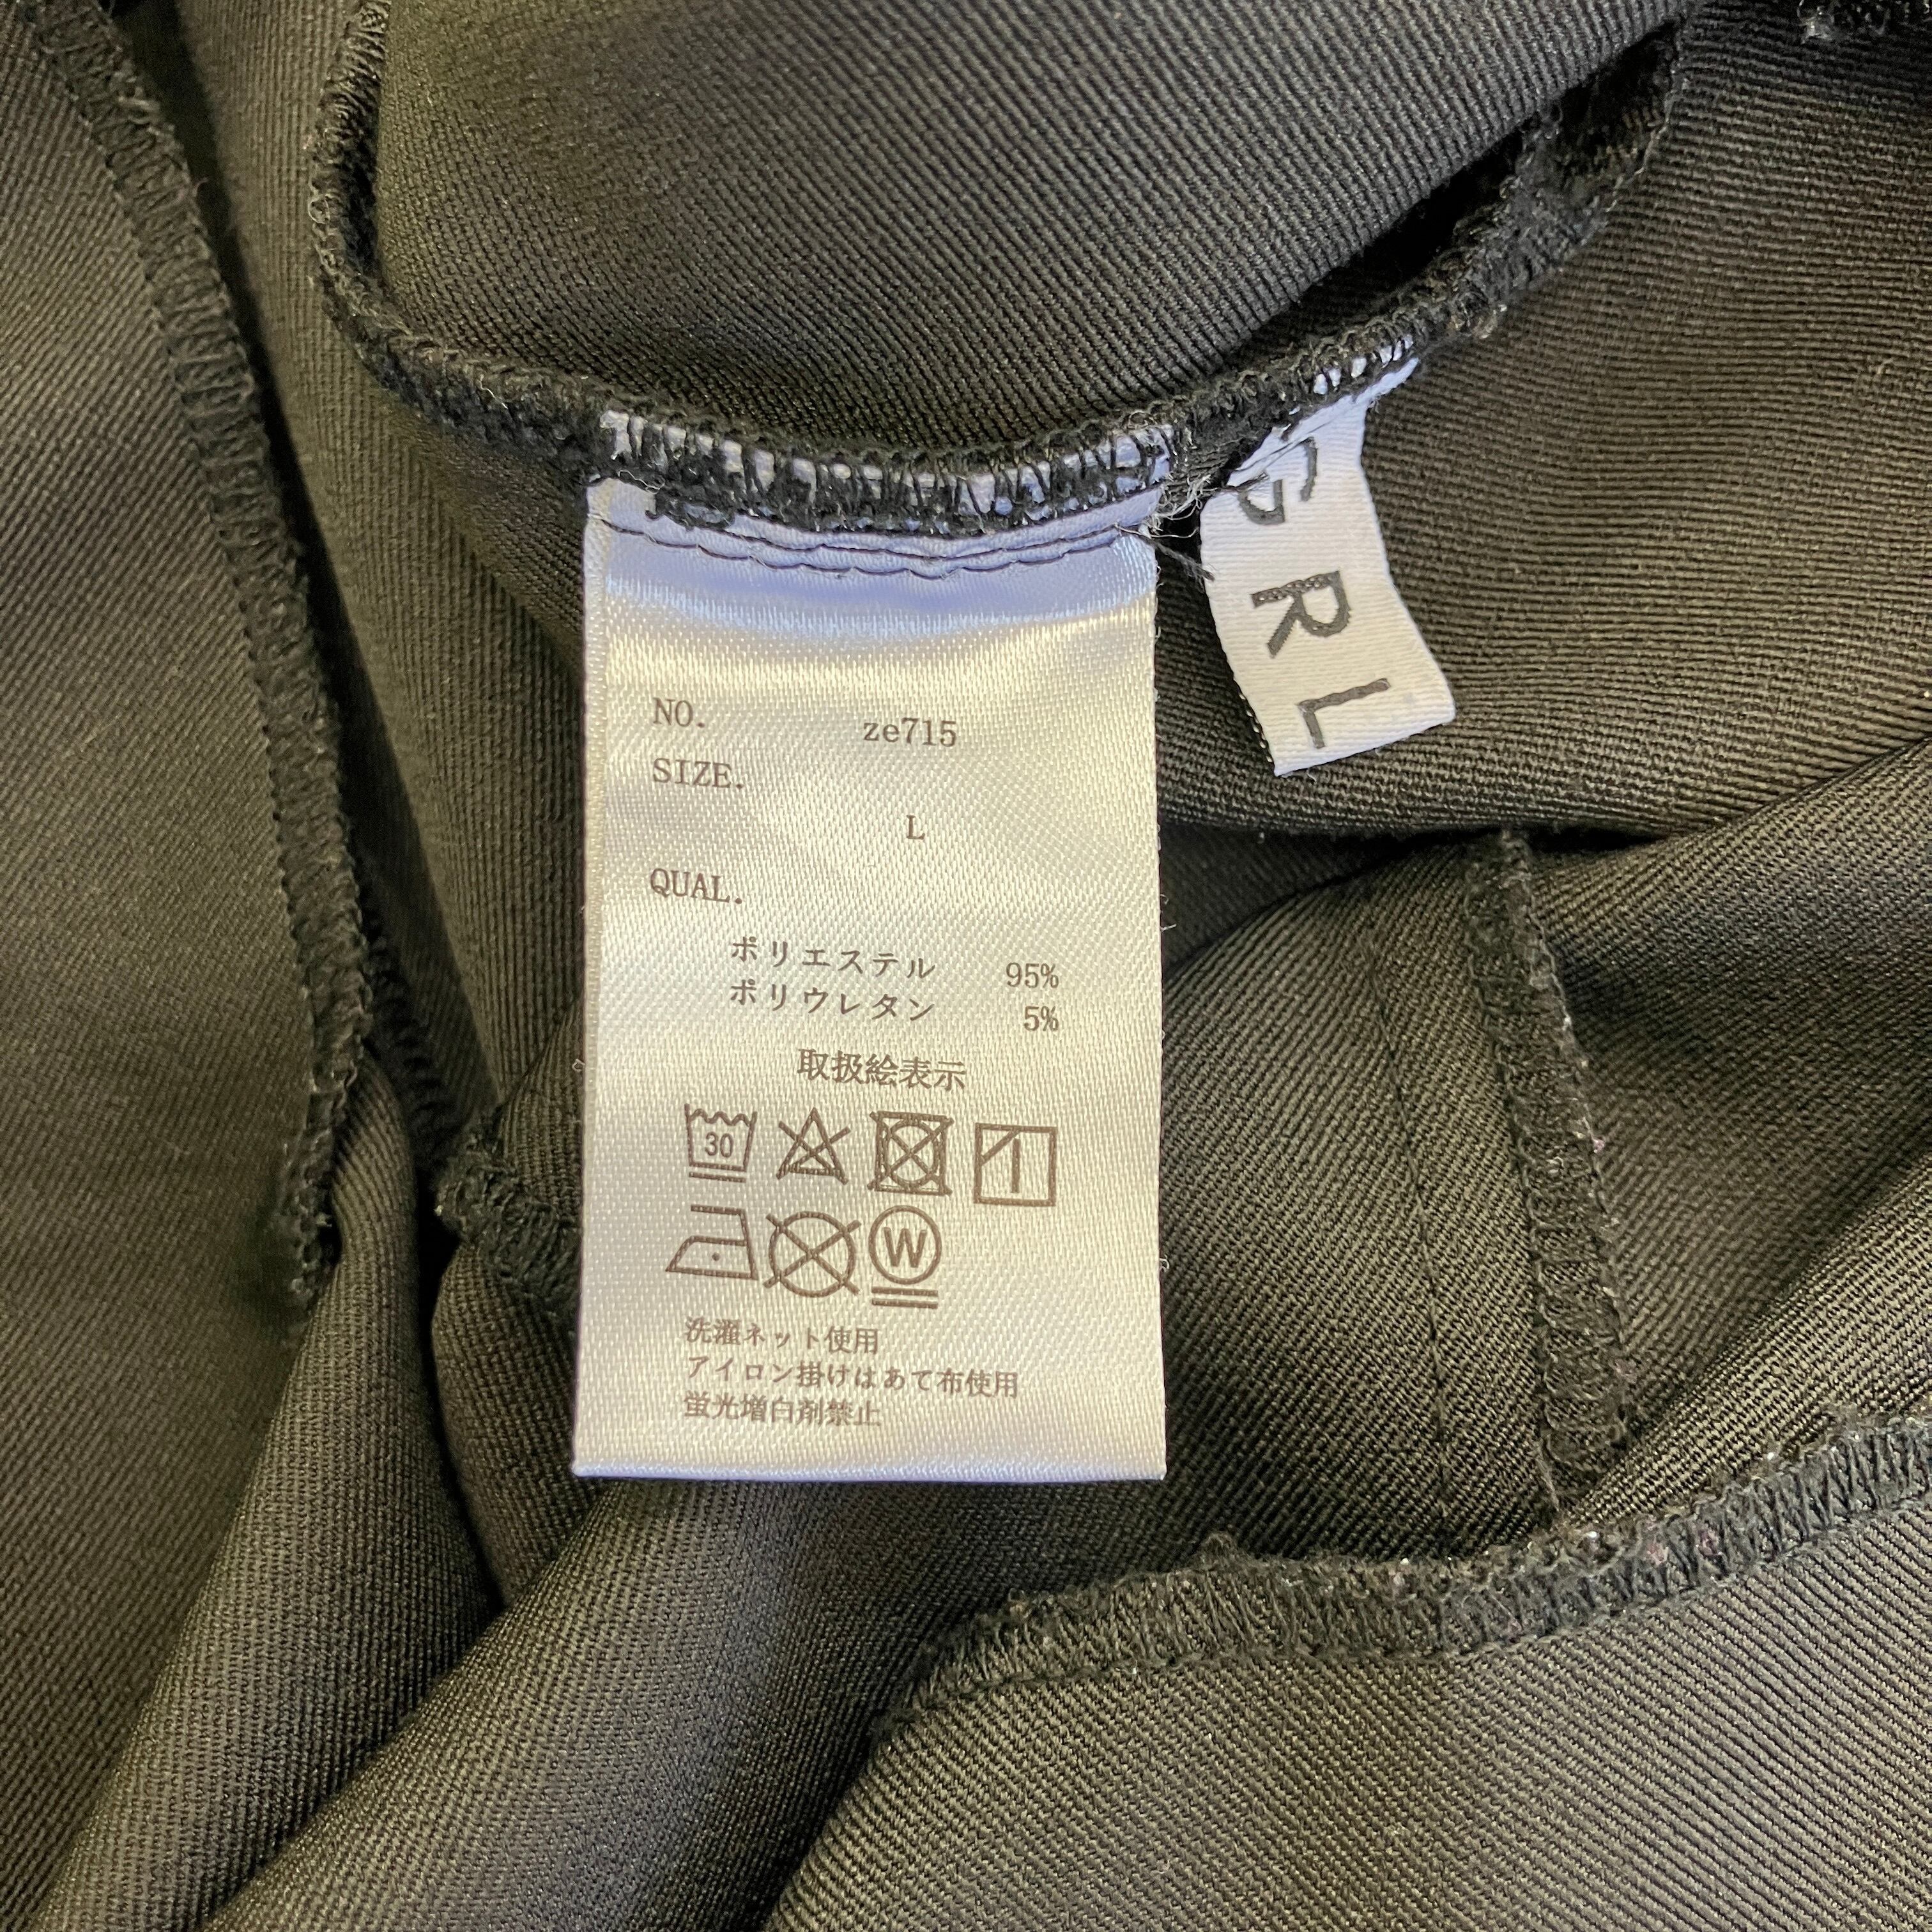 GRL
NO. ze715
SIZE.
L
QUAL.
ポリエステル 95%
ポリウレタン 5%
取扱絵表示
30
W
洗濯ネット使用
アイロン掛けはあて布使用
蛍光増白剤禁止